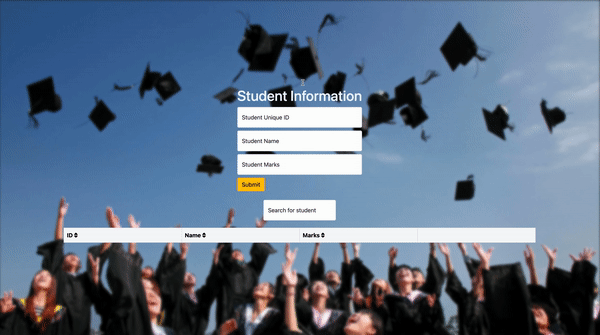 Student Information
Student Unique ID
Student Name
Student Marks
Submit
Search for student
ID Name Marks